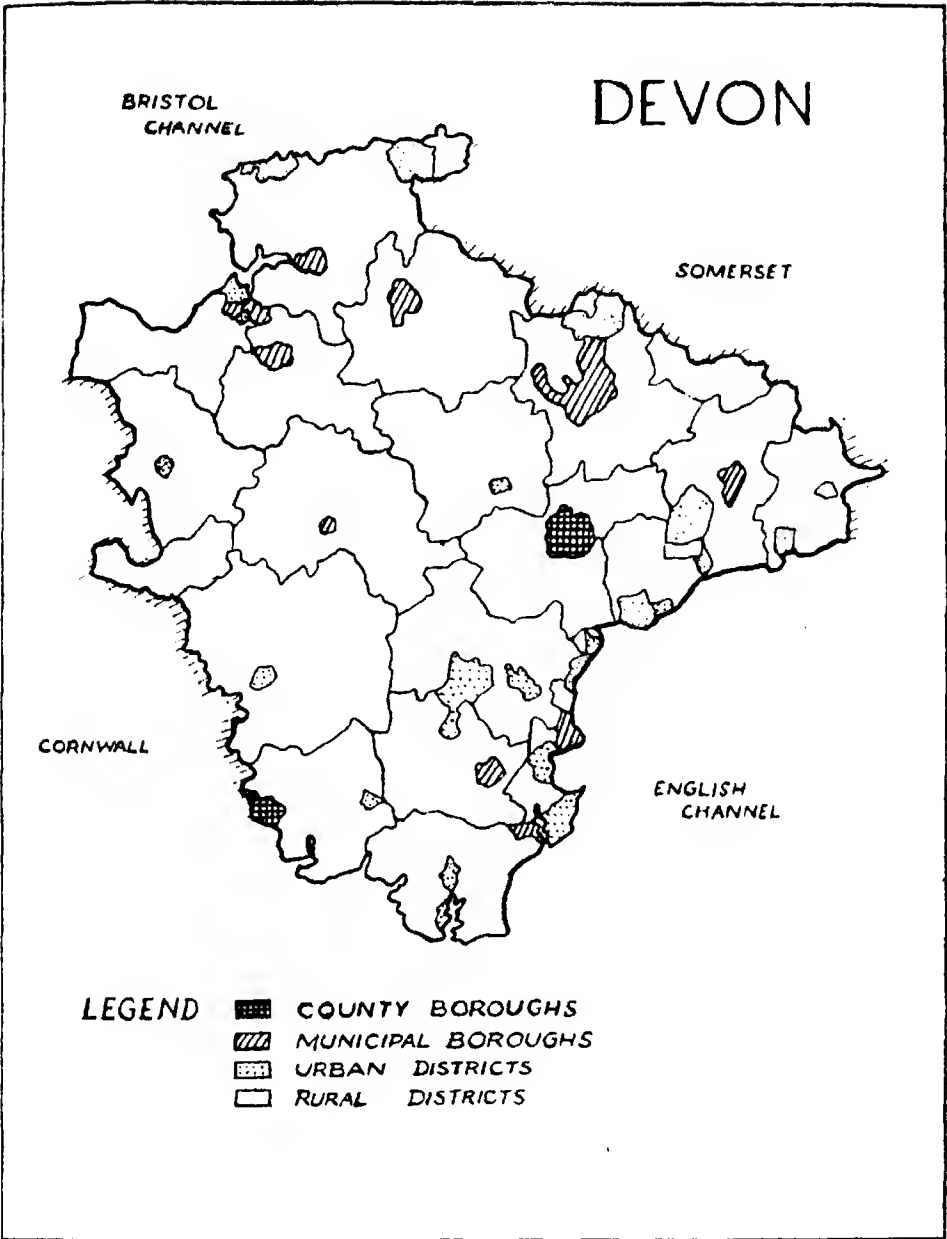 DEVON
BRISTOL
CHANNEL
SOMERSET
CORNWALL
ENGLISH
CHANNEL
LEGEND
COUNTY BOROUGHS
MUNICIPAL BOROUGHS
URBAN DISTRICTS
RURAL DISTRICTS